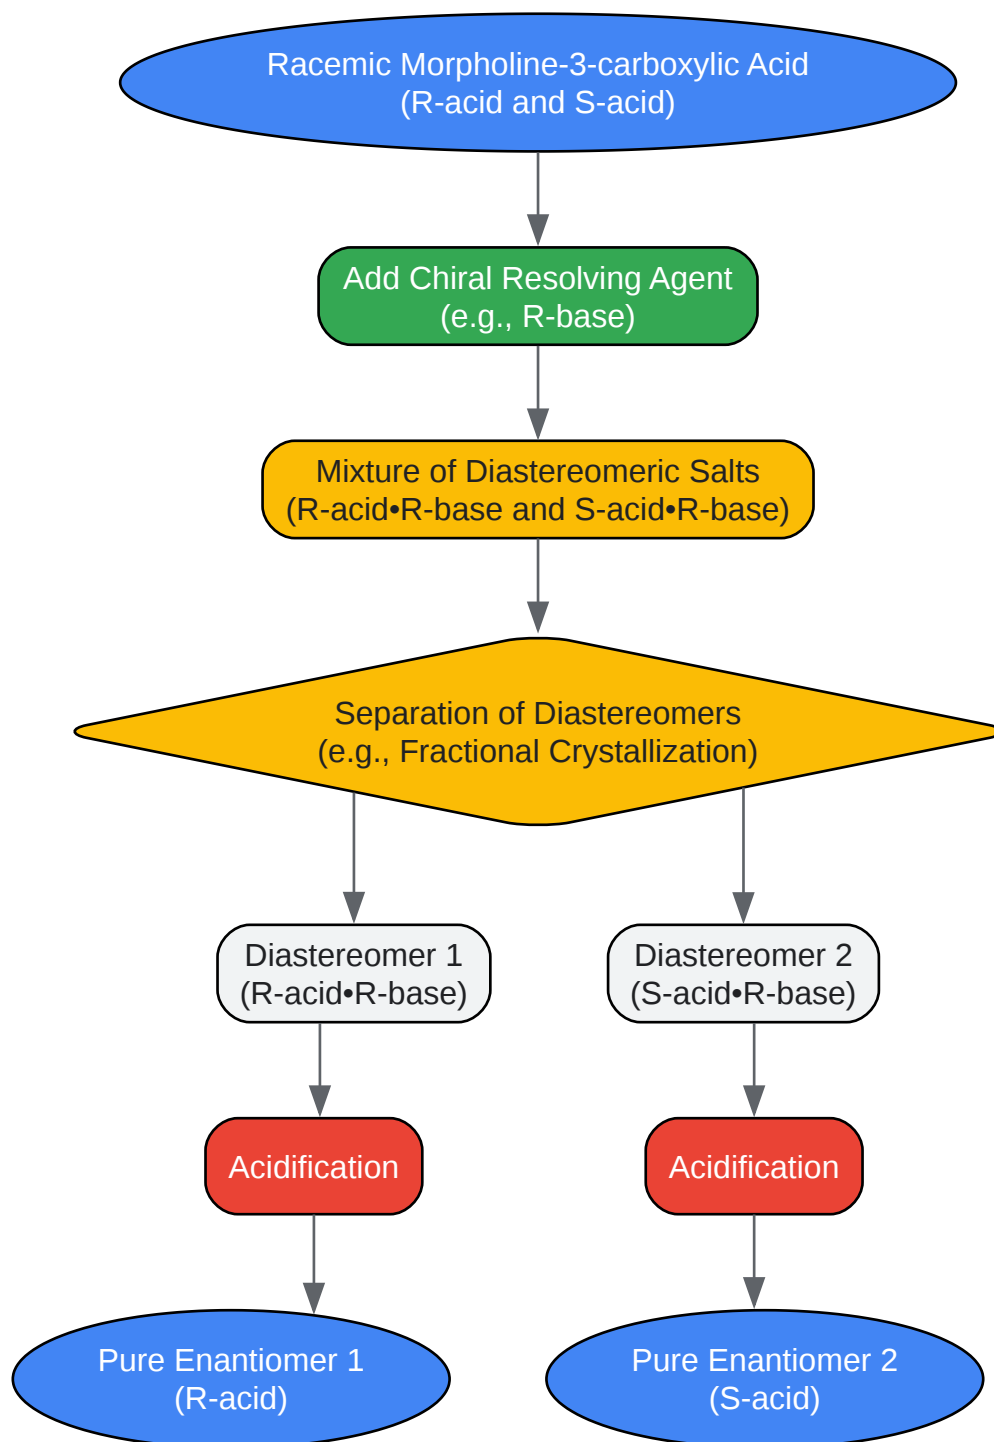 Racemic Morpholine-3-carboxylic Acid
(R-acid and S-acid)
Add Chiral Resolving Agent
(e.g., R-base)
Mixture of Diastereomeric Salts
(R-acid•R-base and S-acid•R-base)
Separation of Diastereomers
(e.g., Fractional Crystallization)
Diastereomer 1
(R-acid•R-base)
Diastereomer 2
(S-acid•R-base)
Acidification
Acidification
Pure Enantiomer 1
(R-acid)
Pure Enantiomer 2
(S-acid)